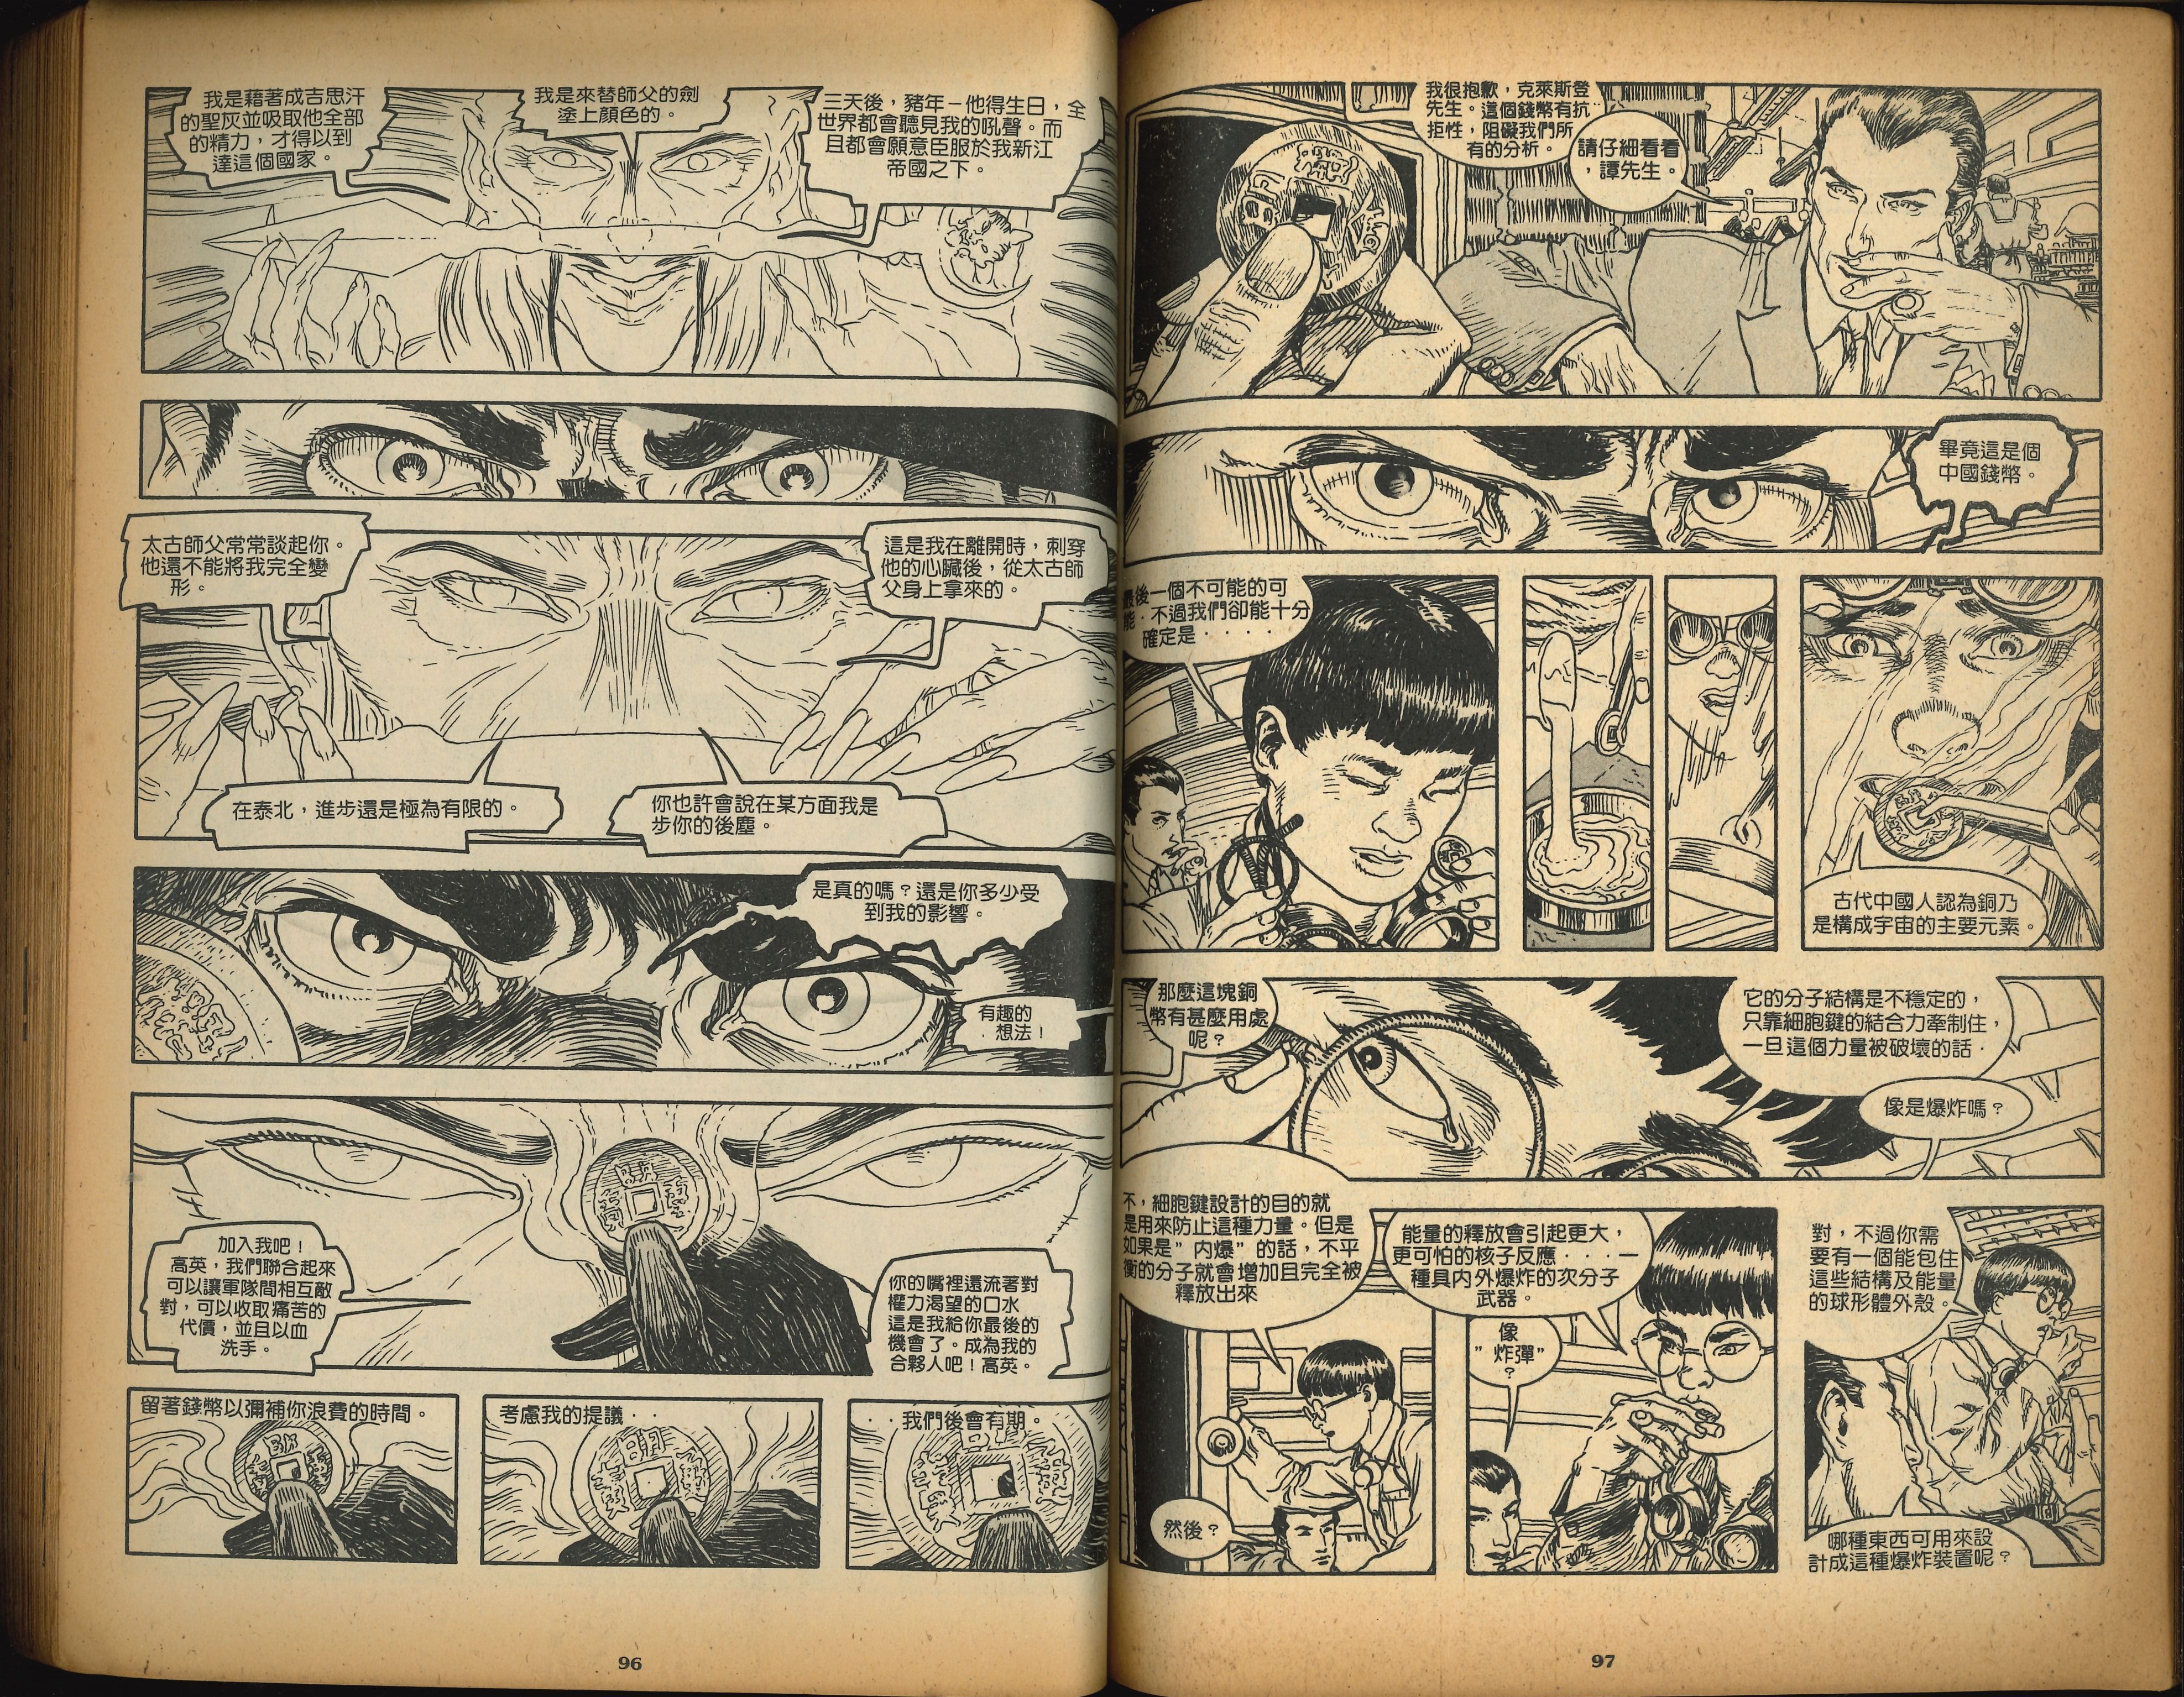 我是藉著成吉思汗
的聖灰並吸取他全部
的精力，才得以到
達這個國家。
我是來替師父的劍
塗上顏色的。
三天後，豬年－他得生日，全
世界都會聽見我的吼聲。而
且都會願意臣服於我新江
帝國之下。
太古師父常常談起你。
他還不能將我完全變
形。
這是我在離開時，刺穿
他的心臟後，從太古師
父身上拿來的。
在泰北，進步還是極為有限的。
你也許會說在某方面我是
步你的後塵。
是真的嗎？還是你多少受
到我的影響。
有趣的
．想法！
加入我吧！
高英，我們聯合起來
可以讓軍隊間相互敵
對，可以收取痛苦的
代價，並且以血
洗手。
你的嘴裡還流著對
權力渴望的口水
這是我給你最後的
機會了。成為我的
合夥人吧！高英。
留著錢幣以彌補你浪費的時間。
考慮我的提議．．
．．我們後會有期。
96
我很抱歉，克萊斯登
先生。這個錢幣有抗
拒性，阻礙我們所
有的分析。
請仔細看看
，譚先生。
畢竟這是個
中國錢幣。
最後一個不可能的可
能．不過我們卻能十分
確定是．．．．．
古代中國人認為銅乃
是構成宇宙的主要元素。
那麼這塊銅
幣有甚麼用處
呢？
它的分子結構是不穩定的，
只靠細胞鍵的結合力牽制住，
一旦這個力量被破壞的話．
像是爆炸嗎？
不，細胞鍵設計的目的就
是用來防止這種力量。但是
如果是”內爆”的話，不平
衡的分子就會增加且完全被
釋放出來
然後？
能量的釋放會引起更大，
更可怕的核子反應．．．一
種具內外爆炸的次分子
武器。
像
”炸彈”
？
對，不過你需
要有一個能包住
這些結構及能量
的球形體外殼。
哪種東西可用來設
計成這種爆炸裝置呢？
97